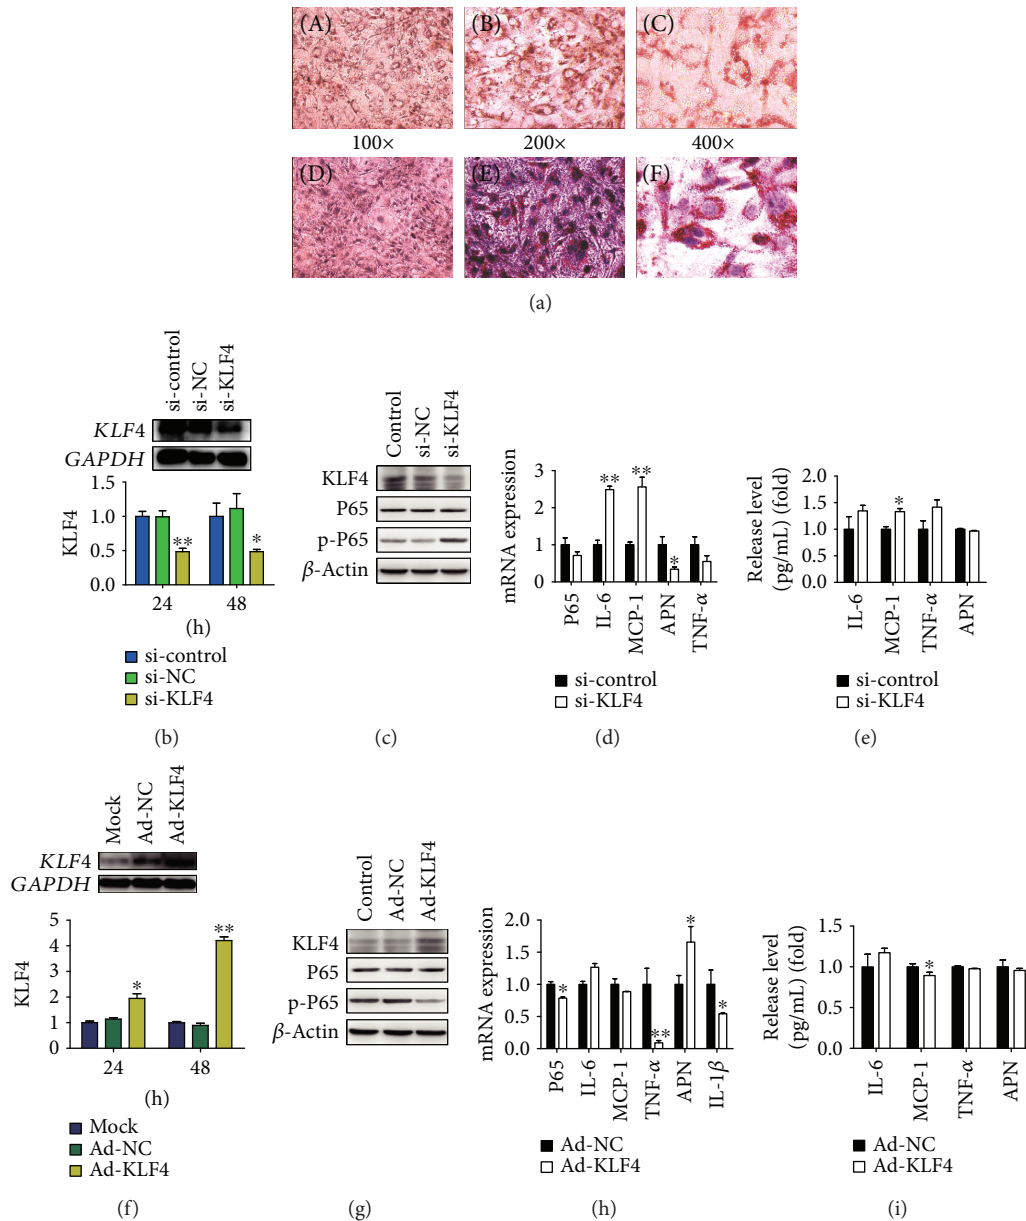 (A) (B) (C)
100× 200× 400×
(D) (E) (F)
(a)
si-control
si-NC
si-KLF4
KLF4
GAPDH
KLF4
1.5
1.0
0.5
0.0
** *
24 48
(h)
si-control
si-NC
si-KLF4
(b)
Control
si-NC
si-KLF4
KLF4
P65
p-P65
β-Actin
(c)
mRNA expression
3
2
1
0
** ** *
P65
IL-6
MCP-1
APN
TNF-α
si-control
si-KLF4
(d)
Release level
(pg/mL) (fold)
2.0
1.5
1.0
0.5
0.0
*
IL-6
MCP-1
TNF-α
APN
si-control
si-KLF4
(e)
Mock
Ad-NC
Ad-KLF4
KLF4
GAPDH
KLF4
5
4
3
2
1
0
* **
24 48
(h)
Mock
Ad-NC
Ad-KLF4
(f)
Control
Ad-NC
Ad-KLF4
KLF4
P65
p-P65
β-Actin
(g)
mRNA expression
2.0
1.5
1.0
0.5
0.0
* ** * *
P65
IL-6
MCP-1
TNF-α
APN
IL-1β
Ad-NC
Ad-KLF4
(h)
Release level
(pg/mL) (fold)
1.5
1.0
0.5
0.0
*
IL-6
MCP-1
TNF-α
APN
Ad-NC
Ad-KLF4
(i)